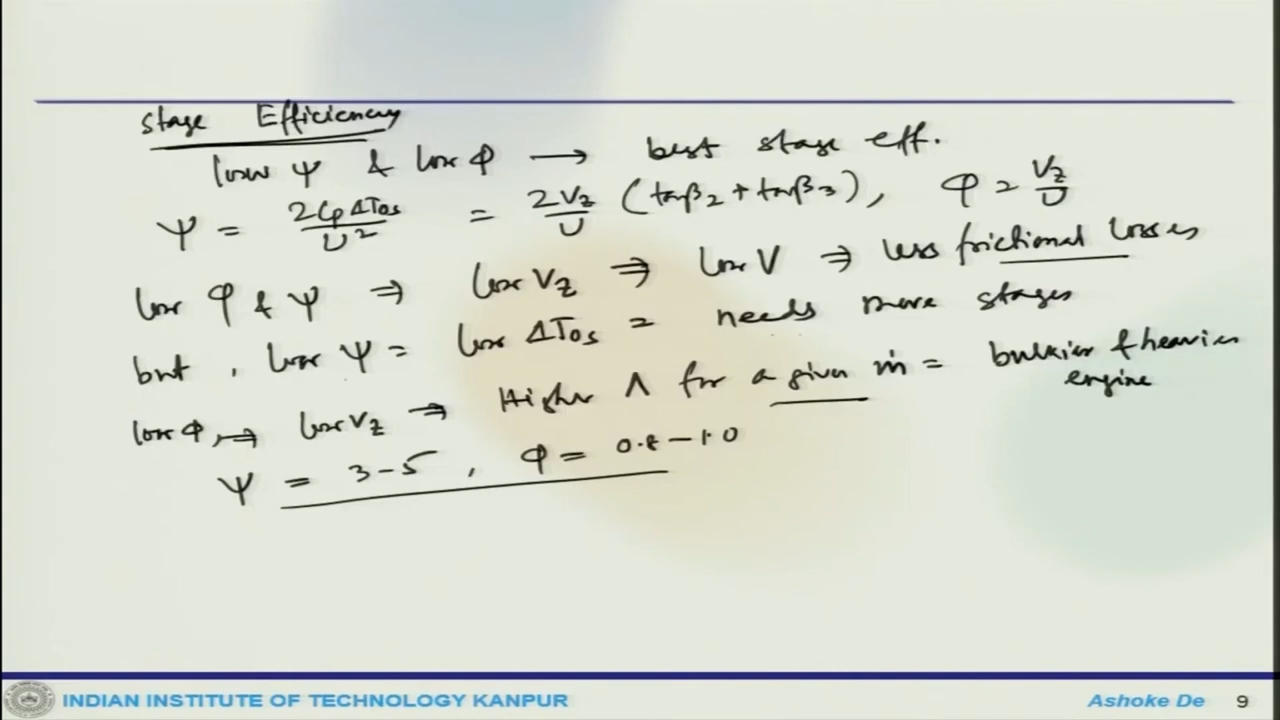 Stage Efficiency
low ψ & low φ → best stage eff.
ψ = 2Cp ΔTos / U² = 2Vz / U (tanβ2 + tanβ3), φ = Vz / U
low φ & ψ ⇒ low Vz ⇒ low V ⇒ less frictional losses
but, low ψ = low ΔTos = needs more stages
low φ, ⇒ low Vz ⇒ Higher Λ for a given ṁ = bulkier & heavier
engine
ψ = 3-5, φ = 0.8-1.0
INDIAN INSTITUTE OF TECHNOLOGY KANPUR
Ashoke De 9